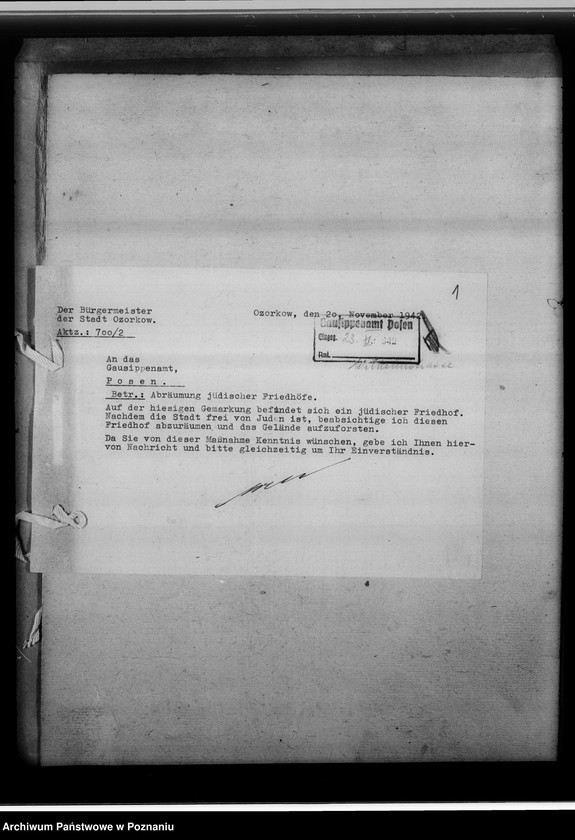 1
Der Bürgermeister
der Stadt Ozorkow.
Aktz.: 7oo/2
Ozorkow, den 2o. November 1942
Gausippenamt Posen
Eingeg.
An das
Gausippenamt,
P o s e n .
Betr.: Abräumung jüdischer Friedhöfe.
Auf der hiesigen Gemarkung befindet sich ein jüdischer Friedhof.
Nachdem die Stadt frei von Juden ist, beabsichtige ich diesen
Friedhof abzuräumen und das Gelände aufzuforsten.
Da Sie von dieser Maßnahme Kenntnis wünschen, gebe ich Ihnen hier-
von Nachricht und bitte gleichzeitig um Ihr Einverständnis.
Archiwum Państwowe w Poznaniu